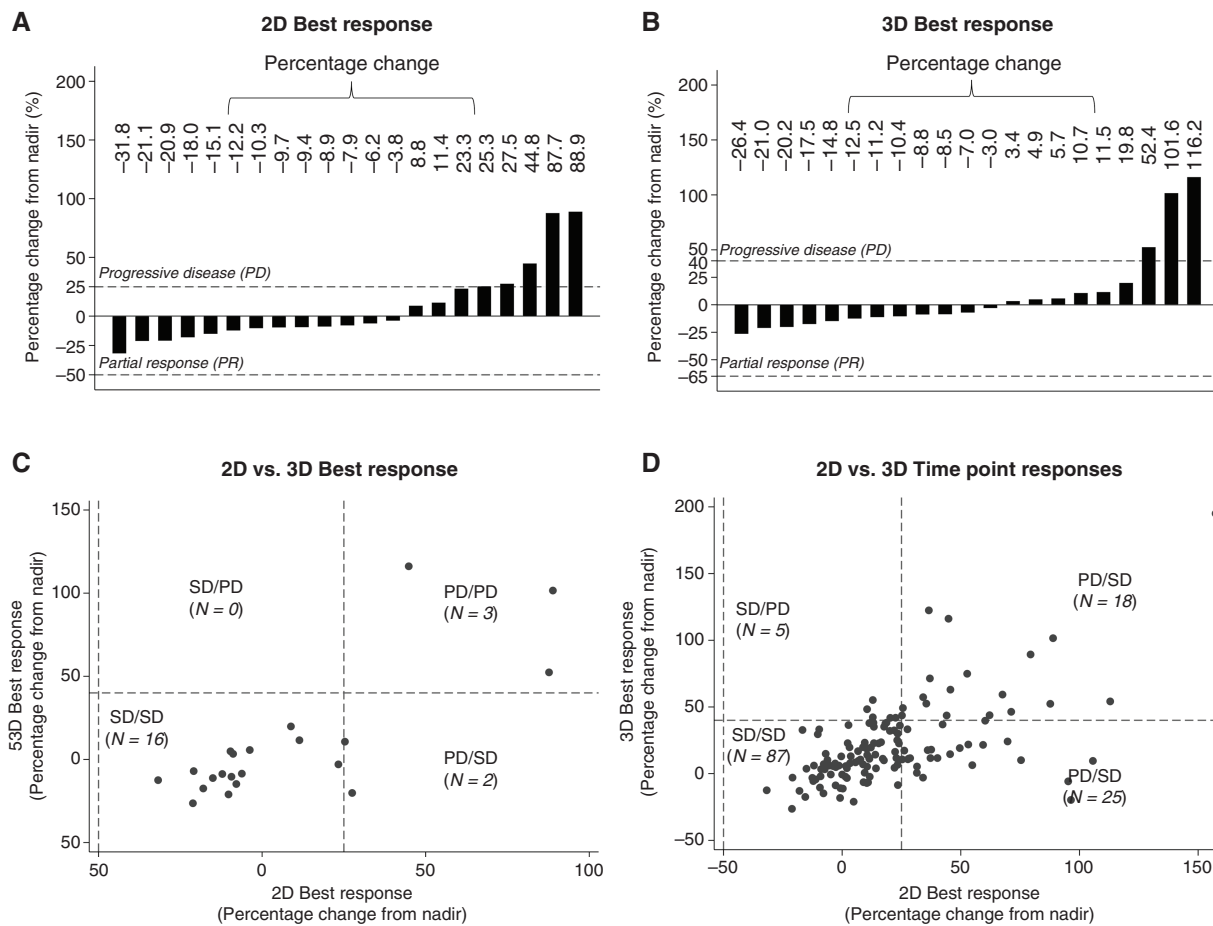 A
2D Best response
Percentage change
Percentage change from nadir (%)
200
150
100
50
25
0
−25
−50
−31.8
−21.1
−20.9
−18.0
−15.1
−12.2
−10.3
−9.7
−9.4
−8.9
−7.9
−6.2
−3.8
8.8
11.4
23.3
25.3
27.5
44.8
87.7
88.9
Progressive disease (PD)
Partial response (PR)
B
3D Best response
Percentage change
Percentage change from nadir (%)
200
150
100
50
40
25
0
−25
−50
−65
−26.4
−21.0
−20.2
−17.5
−14.8
−12.5
−11.2
−10.4
−8.8
−8.5
−7.0
−3.0
3.4
4.9
5.7
10.7
11.5
19.8
52.4
101.6
116.2
Progressive disease (PD)
Partial response (PR)
C
2D vs. 3D Best response
53D Best response
(Percentage change from nadir)
150
100
50
0
50
SD/PD
(N = 0)
PD/PD
(N = 3)
SD/SD
(N = 16)
PD/SD
(N = 2)
50
0
50
100
2D Best response
(Percentage change from nadir)
D
2D vs. 3D Time point responses
3D Best response
(Percentage change from nadir)
200
150
100
50
0
−50
SD/PD
(N = 5)
PD/SD
(N = 18)
SD/SD
(N = 87)
PD/SD
(N = 25)
−50
0
50
100
150
2D Best response
(Percentage change from nadir)